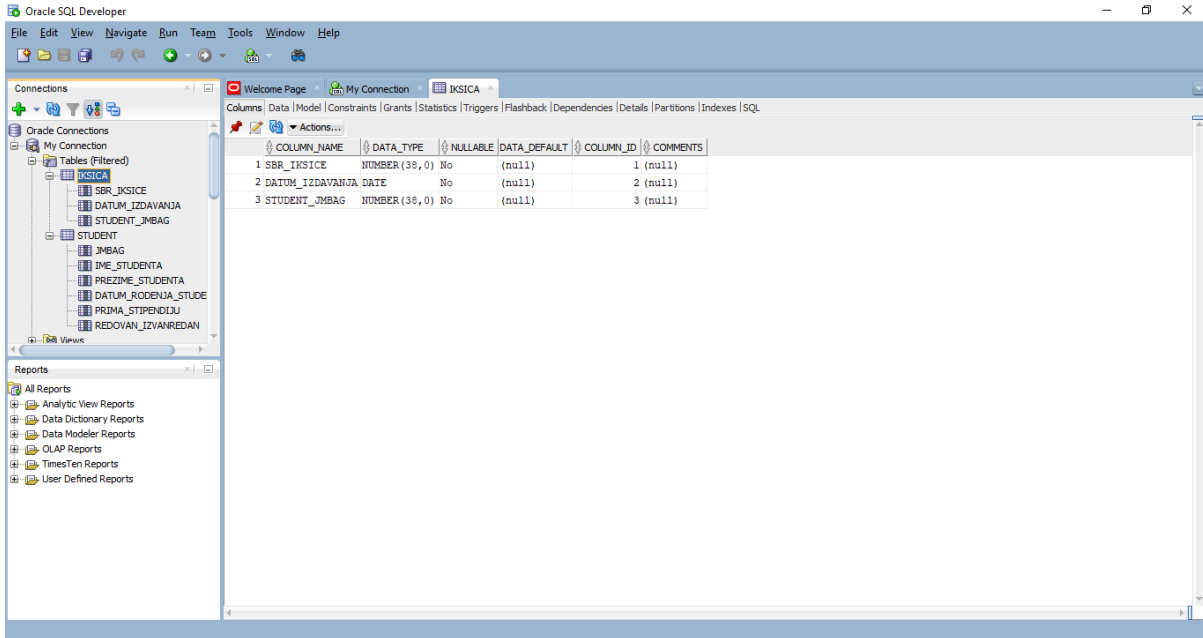 Oracle SQL Developer
File Edit View Navigate Run Team Tools Window Help
Connections
Oracle Connections
My Connection
Tables (Filtered)
IKSICA
SBR_IKSICE
DATUM_IZDAVANJA
STUDENT_JMBAG
STUDENT
JMBAG
IME_STUDENTA
PREZIME_STUDENTA
DATUM_RODENJA_STUDE
PRIMA_STIPENDIJU
REDOVAN_IZVANREDAN
Views
Reports
All Reports
Analytic View Reports
Data Dictionary Reports
Data Modeler Reports
OLAP Reports
TimesTen Reports
User Defined Reports
Welcome Page My Connection IKSICA
Columns Data |Model |Constraints |Grants |Statistics |Triggers |Flashback |Dependencies |Details |Partitions |Indexes |SQL
Actions...
COLUMN_NAME DATA_TYPE NULLABLE DATA_DEFAULT COLUMN_ID COMMENTS
1 SBR_IKSICE NUMBER(38,0) No (null) 1 (null)
2 DATUM_IZDAVANJA DATE No (null) 2 (null)
3 STUDENT_JMBAG NUMBER(38,0) No (null) 3 (null)